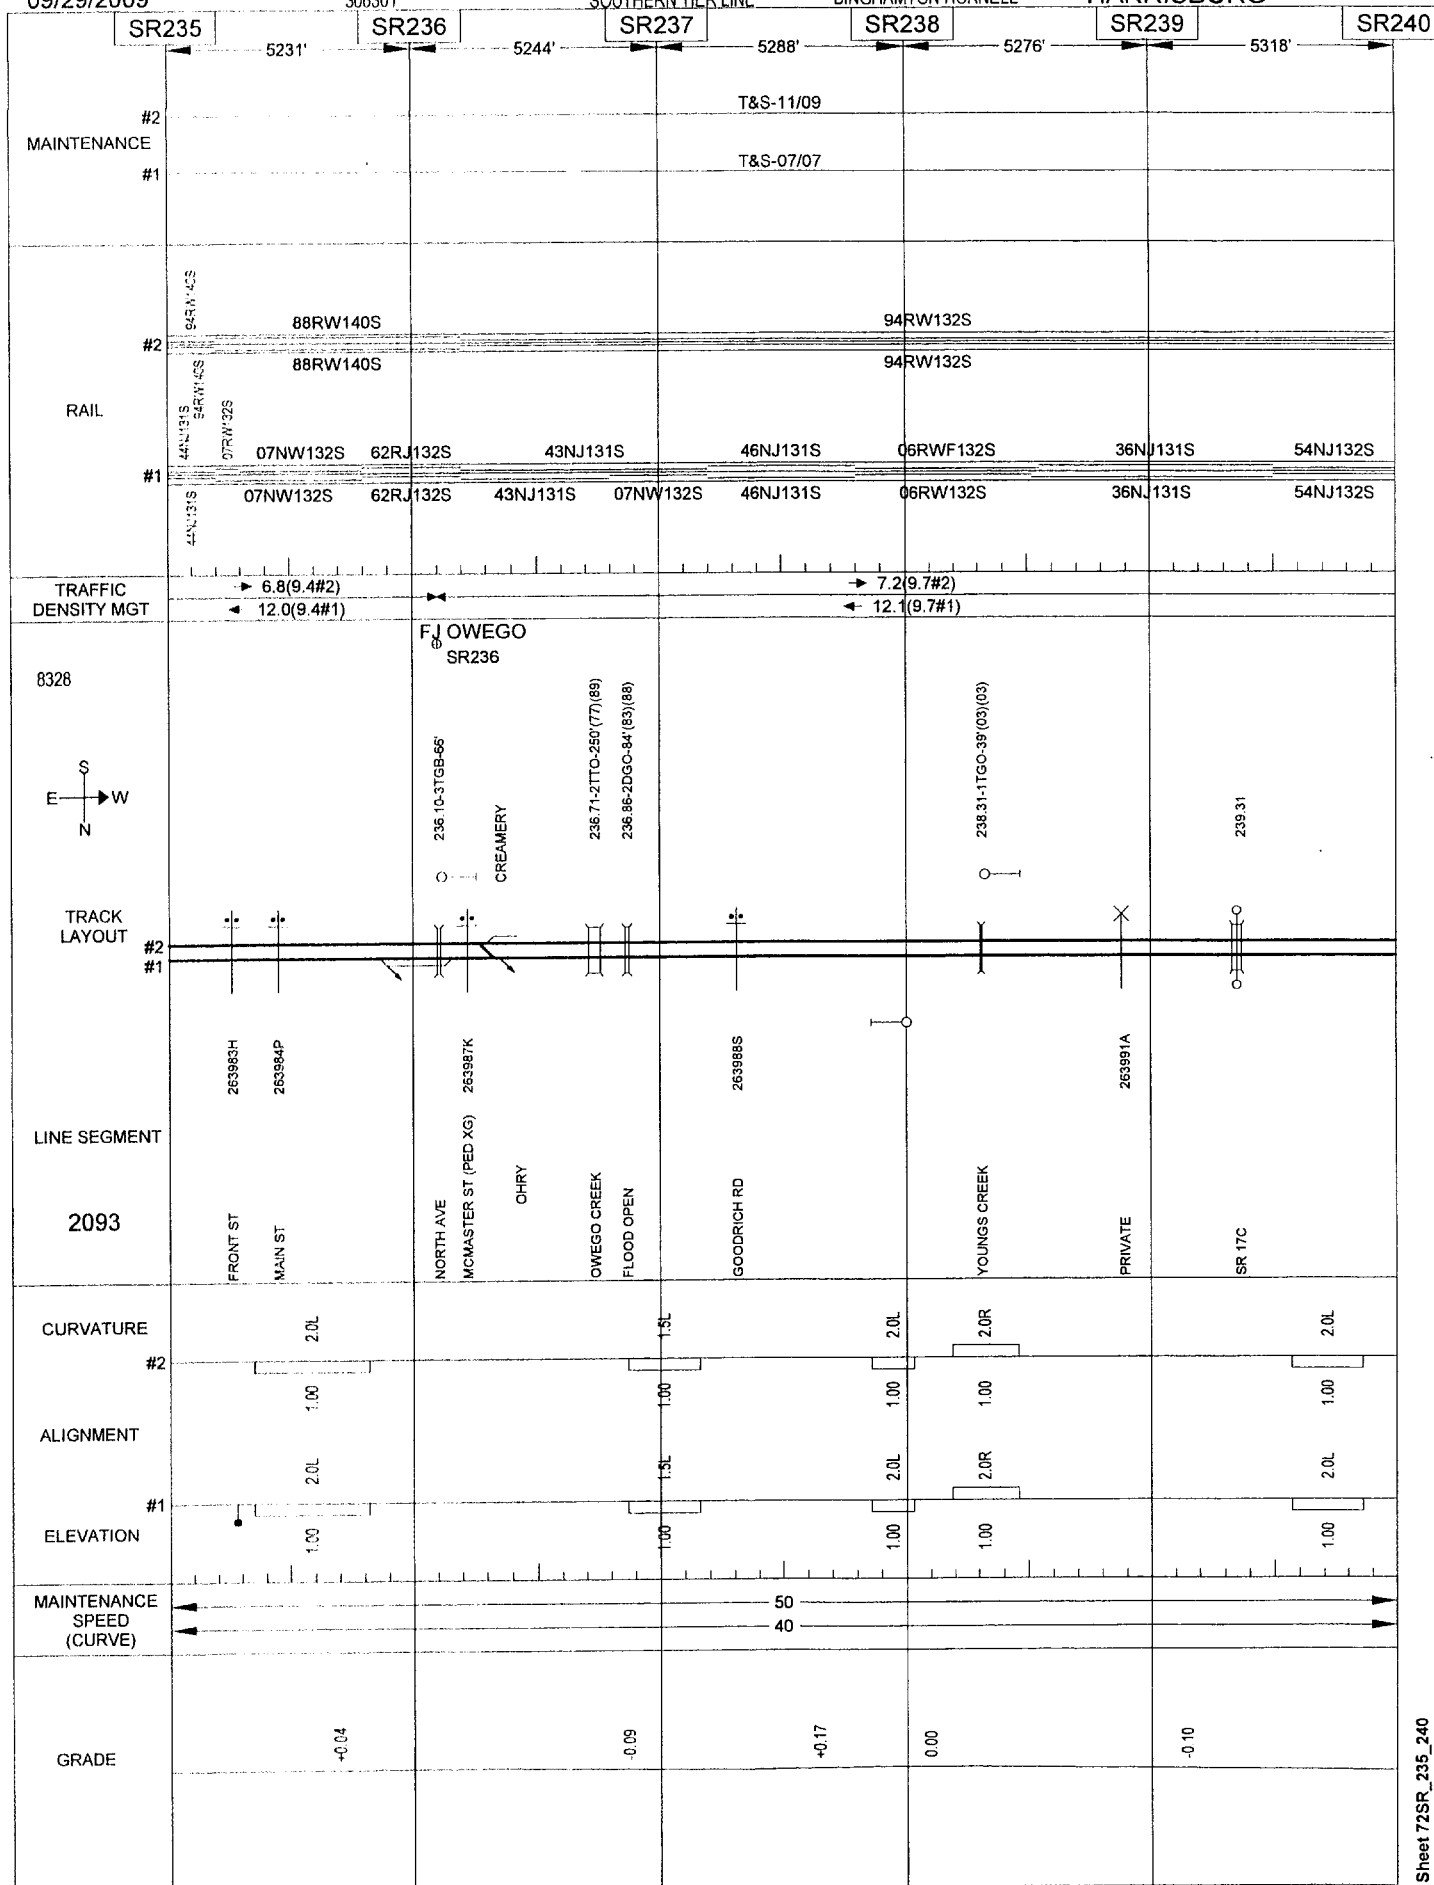 09/29/2009 306301 SOUTHERN TIER LINE BINGHAMTON HORNELL HARRISBURG
SR235 SR236 SR237 SR238 SR239 SR240
5231' 5244' 5288' 5276' 5318'
#2 T&S-11/09
MAINTENANCE
#1 T&S-07/07
94RW140S
88RW140S 94RW132S
#2
88RW140S 94RW132S
RAIL
44NJ131S 94RW140S 07RW132S
07NW132S 62RJ132S 43NJ131S 46NJ131S 06RWF132S 36NJ131S 54NJ132S
#1
44NJ131S 07NW132S 62RJ132S 43NJ131S 07NW132S 46NJ131S 06RW132S 36NJ131S 54NJ132S
TRAFFIC
DENSITY MGT
6.8(9.4#2) 7.2(9.7#2)
12.0(9.4#1) 12.1(9.7#1)
FJ OWEGO
SR236
8328
S
E W
N
236.10-3TGB-66'
CREAMERY
236.71-2TTO-250'(77)(89)
236.86-2DGO-84'(83)(88)
238.31-1TGO-39'(03)(03)
239.31
TRACK
LAYOUT
#2
#1
263983H 263984P 263987K 263988S 263991A
LINE SEGMENT
2093
FRONT ST
MAIN ST
NORTH AVE
MCMASTER ST (PED XG)
OHRY
OWEGO CREEK
FLOOD OPEN
GOODRICH RD
YOUNGS CREEK
PRIVATE
SR 17C
CURVATURE
2.0L 1.5L 2.0L 2.0R 2.0L
#2
1.00 1.00 1.00 1.00 1.00
ALIGNMENT
2.0L 1.5L 2.0L 2.0R 2.0L
#1
ELEVATION
1.00 1.00 1.00 1.00 1.00
MAINTENANCE
SPEED
(CURVE)
50
40
GRADE
+0.04 -0.09 +0.17 0.00 -0.10
Sheet 72SR_235_240